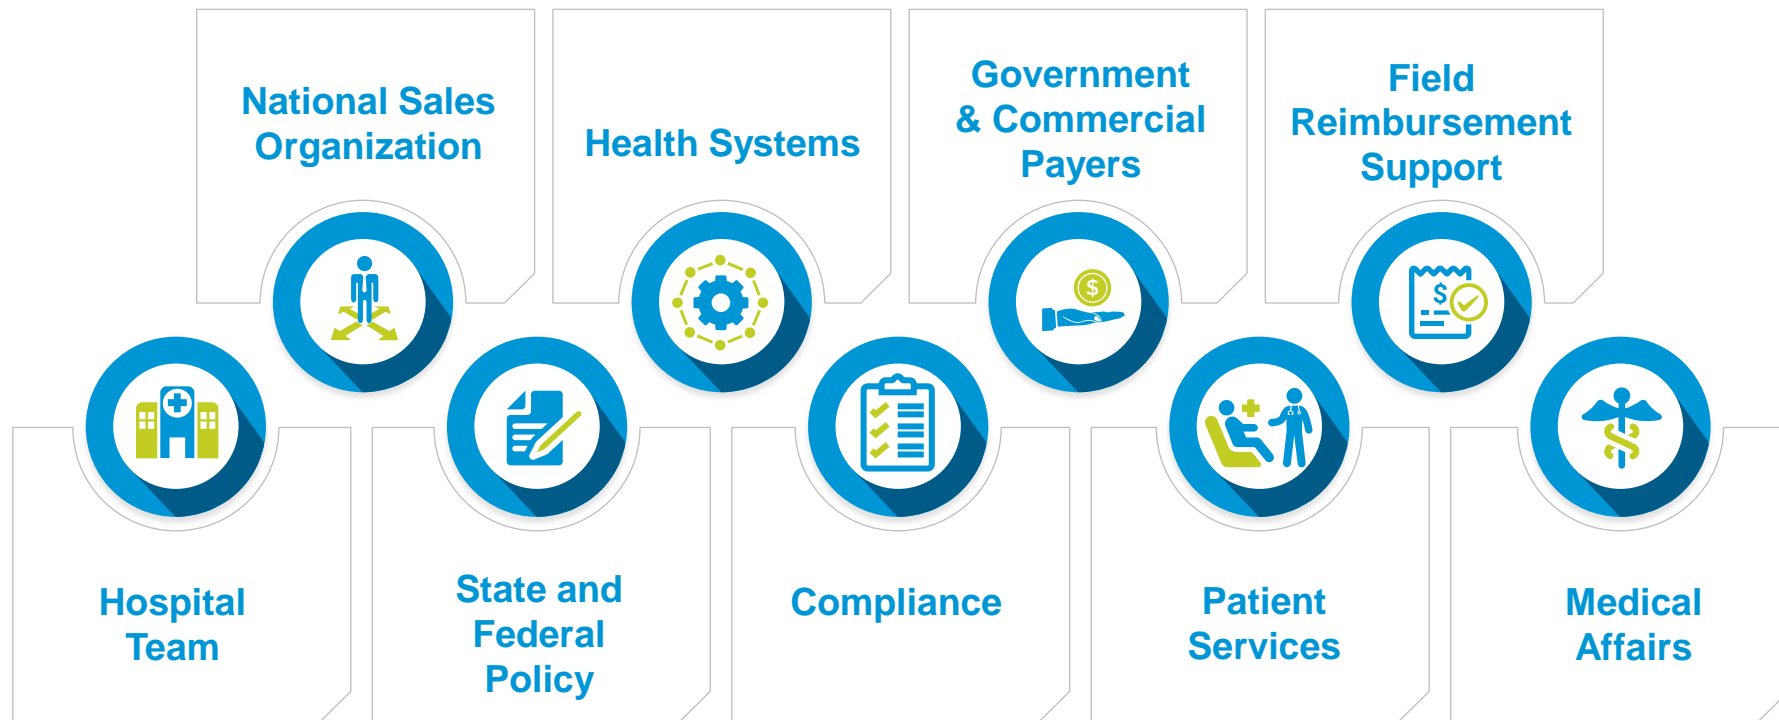 National Sales
Organization
Health Systems
Government
& Commercial
Payers
Field
Reimbursement
Support
$
$
Hospital
Team
State and
Federal
Policy
Compliance
Patient
Services
Medical
Affairs